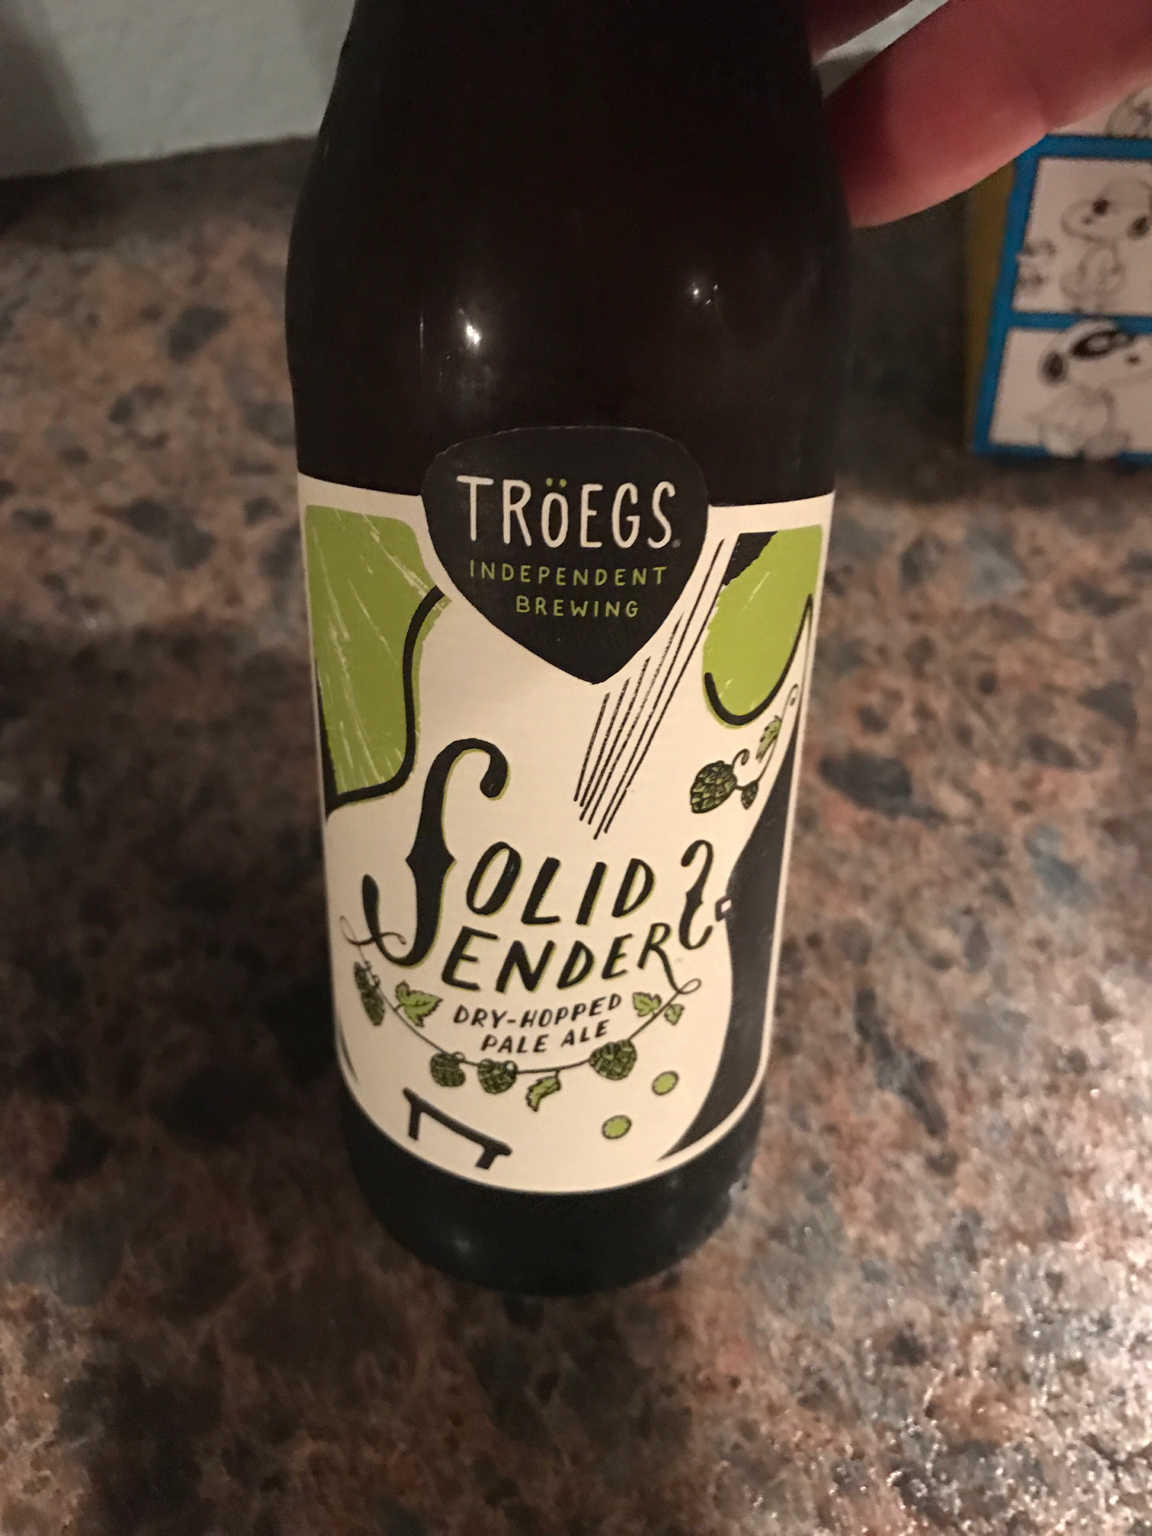 TRÖEGS
INDEPENDENT
BREWING
SOLID
SENDER
DRY-HOPPED
PALE ALE